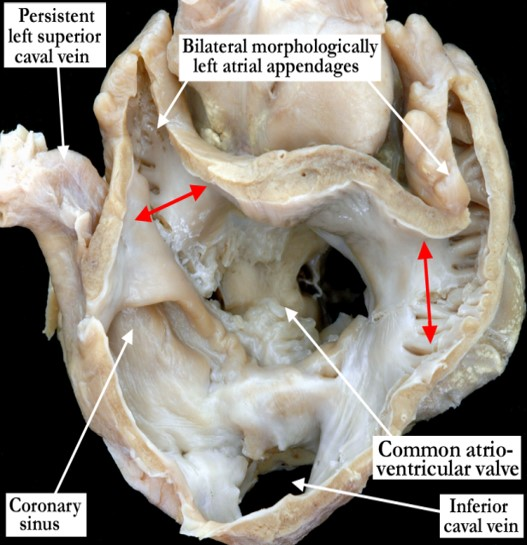 Persistent
left superior
caval vein
Bilateral morphologically
left atrial appendages
Common atrio-
ventricular valve
Coronary
sinus
Inferior
caval vein